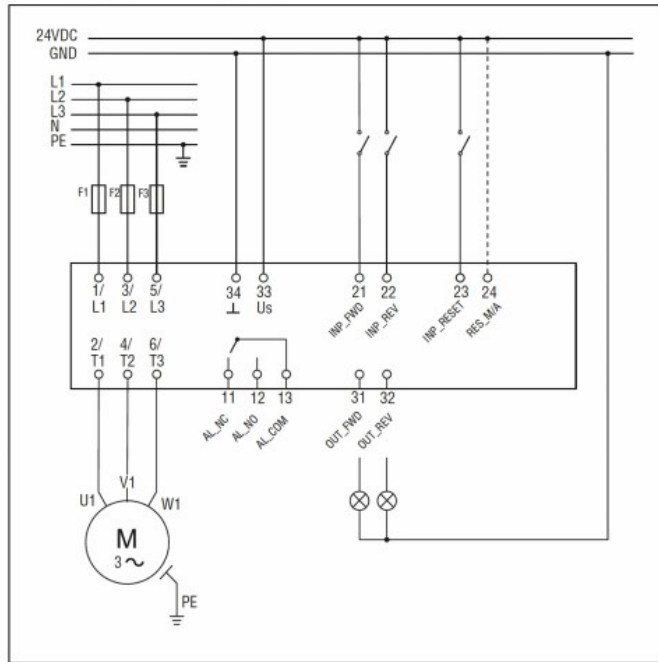 24VDC
GND
L1
L2
L3
N
PE
F1 F2 F3
1/ 3/ 5/ 34 33 21 22 23 24
L1 L2 L3 ⊥ Us INP_FWD INP_REV INP_RESET RES_M/A
2/ 4/ 6/
T1 T2 T3
11 12 13 31 32
AL_NC AL_NO AL_COM OUT_FWD OUT_REV
U1 V1 W1
M
3~
PE